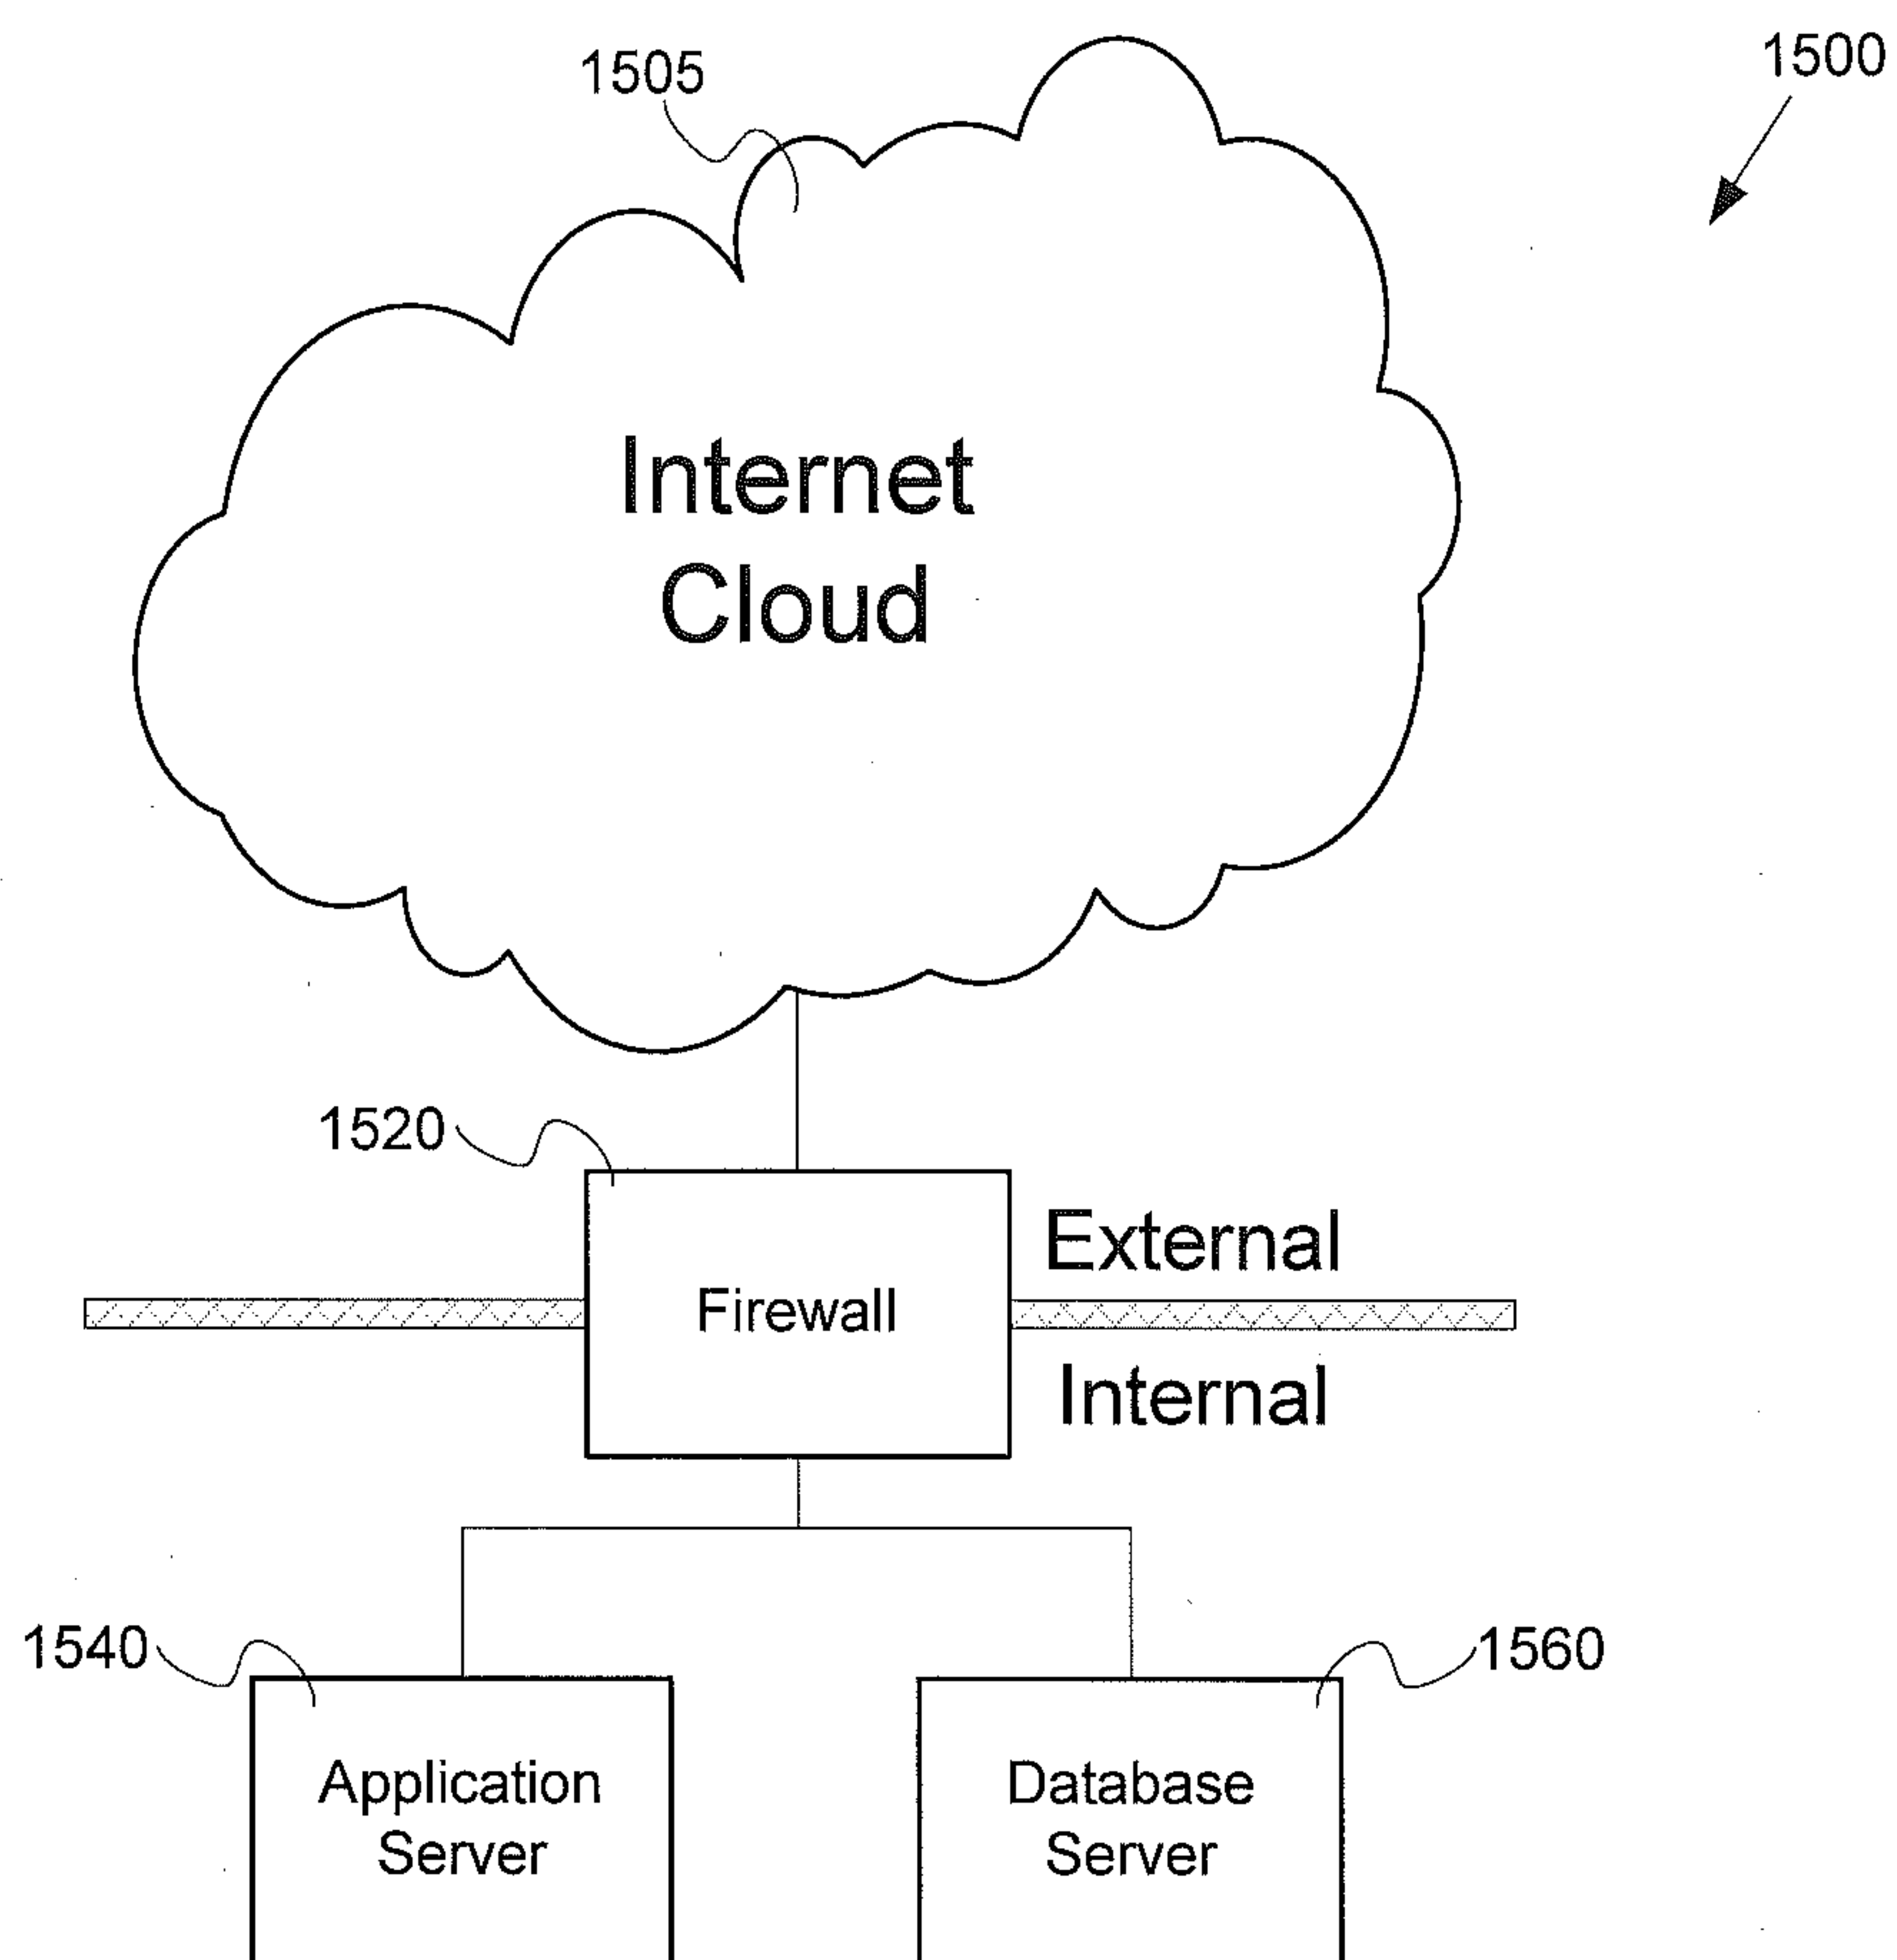 1505
1500
Internet
Cloud
1520
External
Firewall
Internal
1540
1560
Application
Server
Database
Server